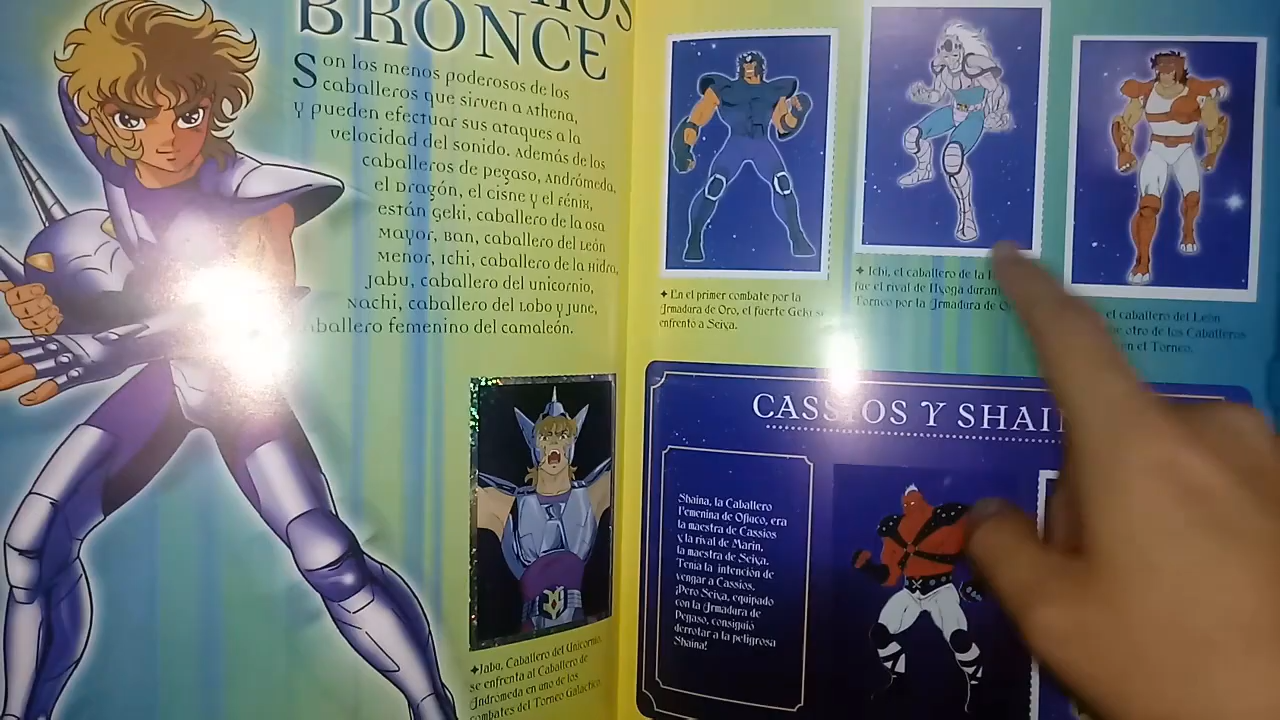 BRONCE
Son los menos poderosos de los
caballeros que sirven a Athena,
y pueden efectuar sus ataques a la
velocidad del sonido. Además de los
caballeros de pegaso, Andrómeda,
el Dragón, el cisne y el fénix,
están Geki, caballero de la osa
Mayor, Ban, caballero del León
Menor, Ichi, caballero de la Hidra,
Jabu, caballero del unicornio,
Nachi, caballero del Lobo y June,
caballero femenino del camaleón.
Jabu, Caballero del Unicornio,
se enfrenta al Caballero de
Andrómeda en uno de los
combates del Torneo Galáctico.
En el primer combate por la
Armadura de Oro, el fuerte Geki se
enfrentó a Seiya.
Ichi, el caballero de la
fue el rival de Hyoga
Torneo por la Armadura de
el caballero del León
otro de los Caballeros
en el Torneo.
CASSIOS Y
Shaina, la Caballero
Femenina de Ofiuco, era
la maestra de Cassios
y la rival de Marin,
la maestra de Seiya.
Tenía la intención de
vengar a Cassios.
¡Pero Seiya, equipado
con la Armadura de
Pegaso, consiguió
derrotar a la peligrosa
Shaina!